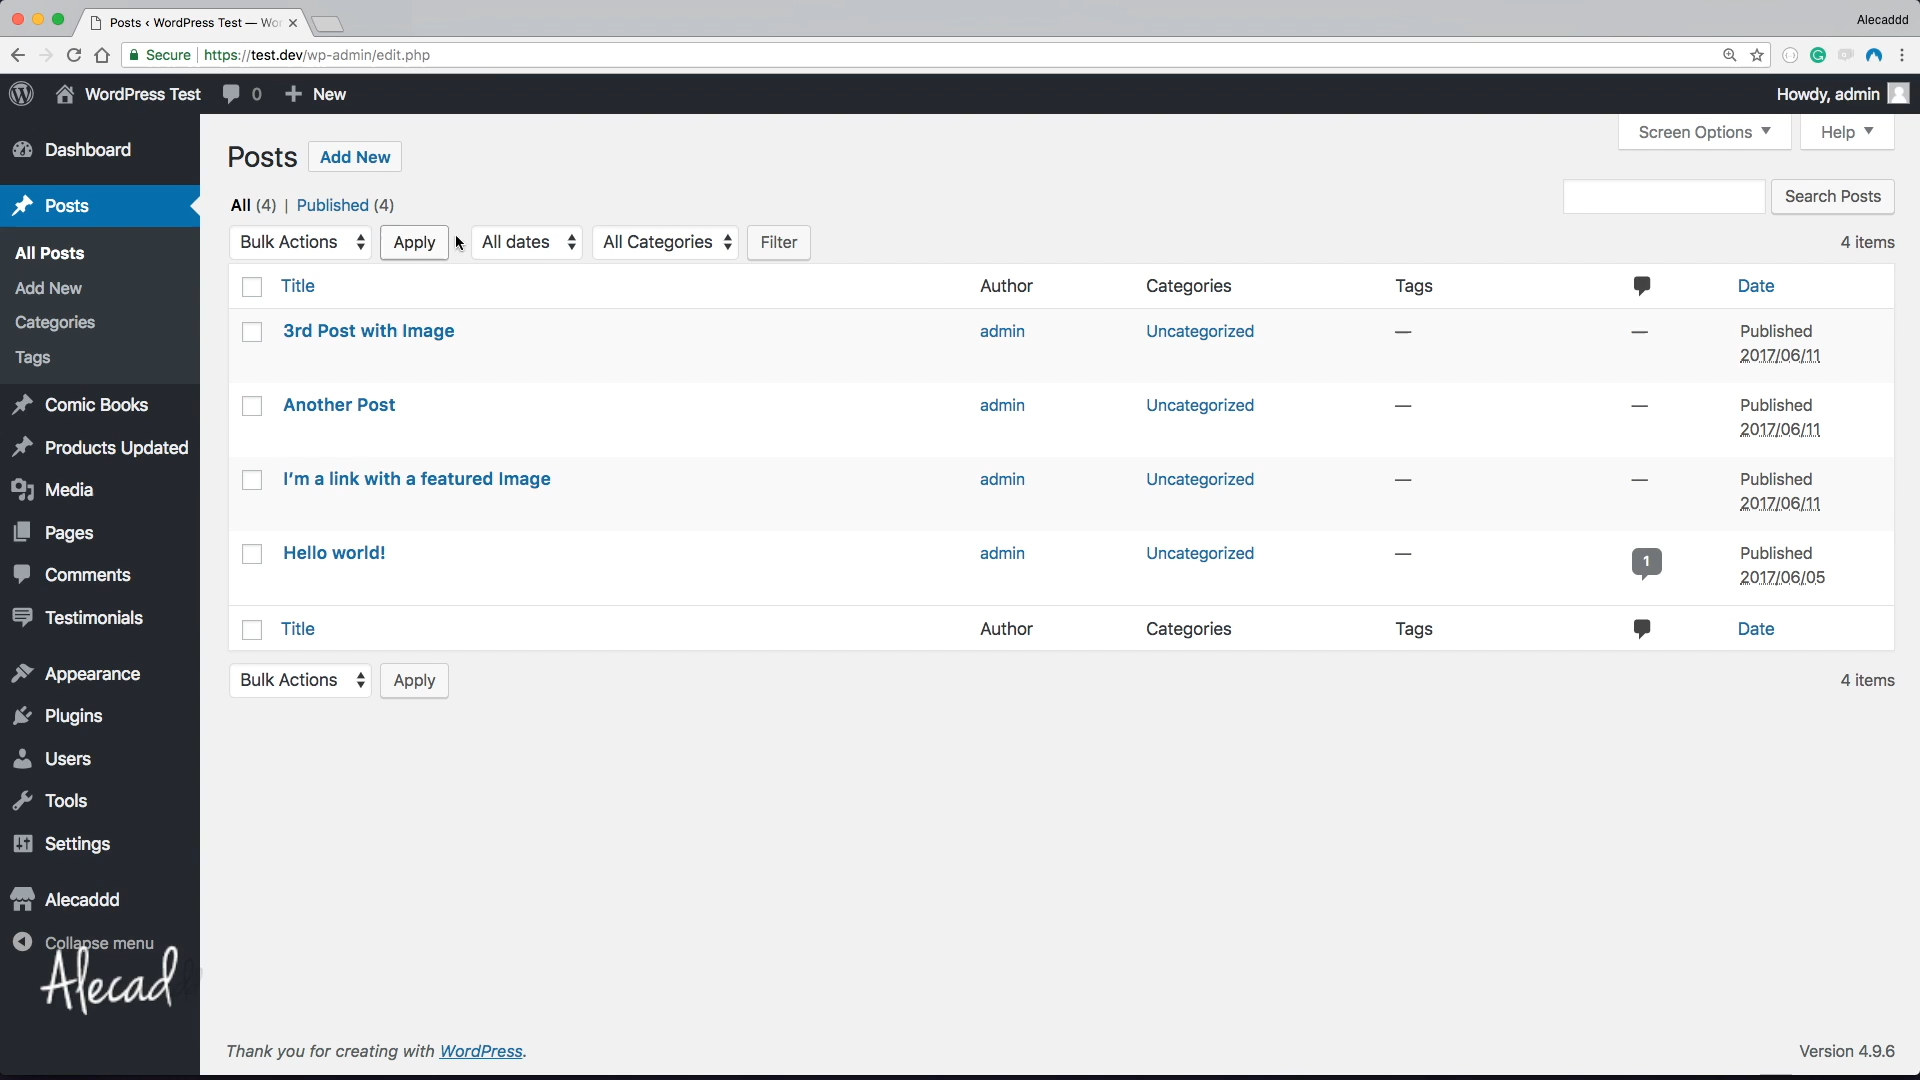 Posts ‹ WordPress Test — Wor
Alecaddd
Secure https://test.dev/wp-admin/edit.php
WordPress Test 0 New
Howdy, admin
Screen Options Help
Dashboard
Posts
All Posts
Add New
Categories
Tags
Comic Books
Products Updated
Media
Pages
Comments
Testimonials
Appearance
Plugins
Users
Tools
Settings
Alecaddd
Collapse menu
Alecad
Posts Add New
All (4) | Published (4)
Search Posts
Bulk Actions Apply All dates All Categories Filter
4 items
Title Author Categories Tags Date
3rd Post with Image admin Uncategorized — — Published
2017/06/11
Another Post admin Uncategorized — — Published
2017/06/11
I’m a link with a featured Image admin Uncategorized — — Published
2017/06/11
Hello world! admin Uncategorized — 1 Published
2017/06/05
Title Author Categories Tags Date
Bulk Actions Apply
4 items
Thank you for creating with WordPress.
Version 4.9.6